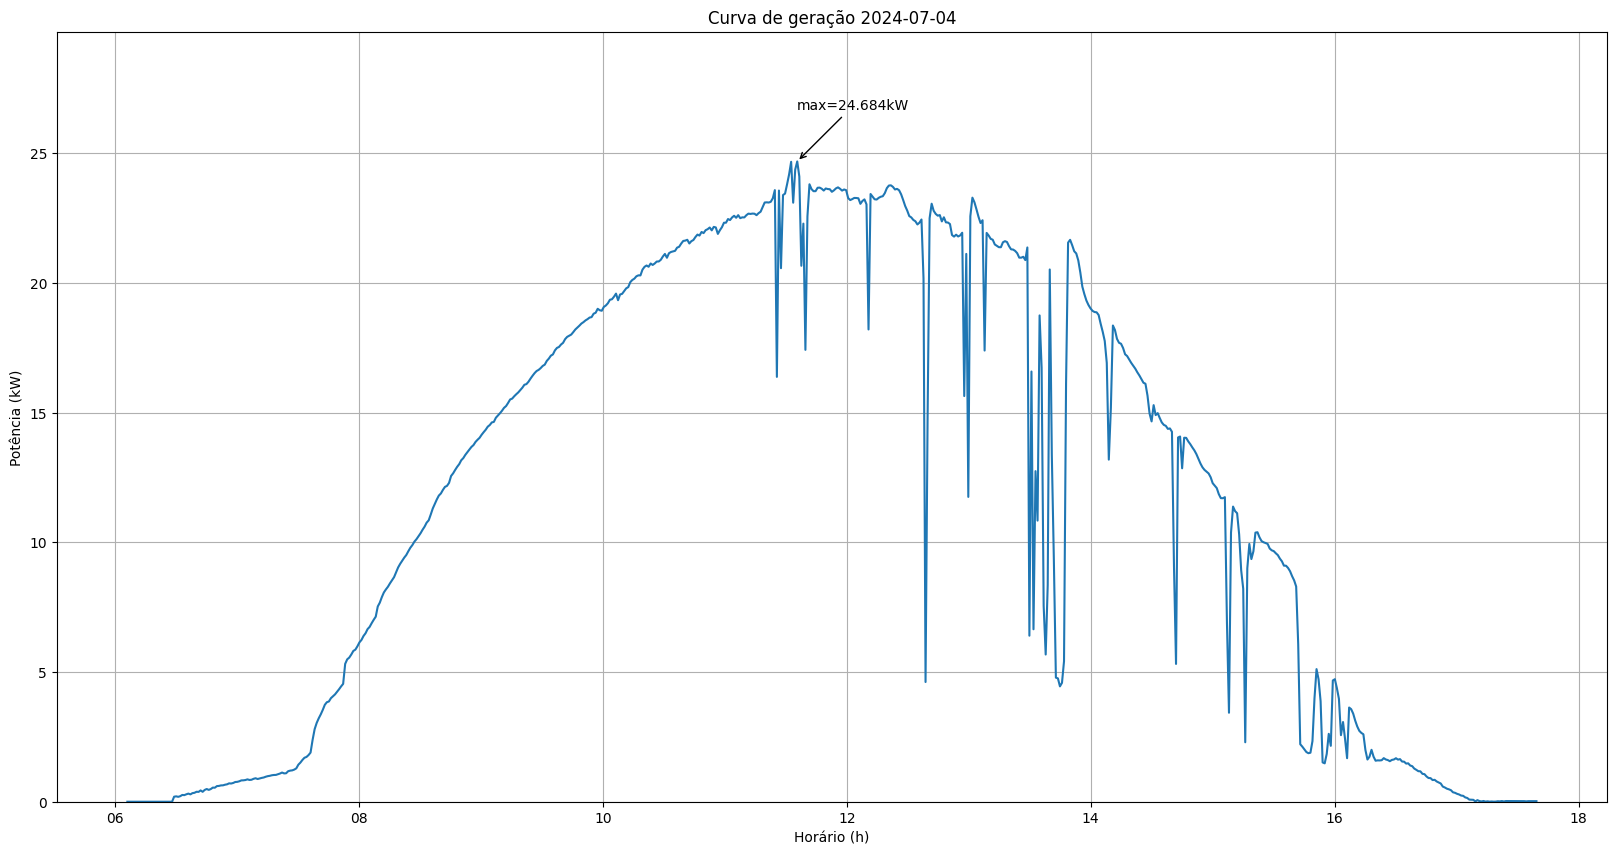 Curva de geração 2024-07-04
max=24.684kW
Potência (kW)
25
20
15
10
5
0
06 08 10 12 14 16 18
Horário (h)